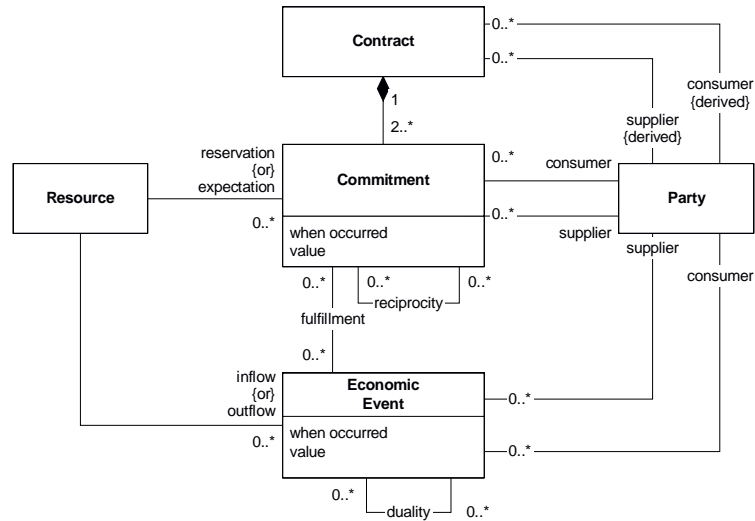 Contract
0..*
0..*
1
2..*
consumer
{derived}
supplier
{derived}
reservation
{or}
expectation
0..*
Resource
Commitment
when occurred
value
0..*
consumer
0..*
supplier
Party
supplier
consumer
0..*
0..*
0..*
reciprocity
fulfillment
0..*
inflow
{or}
outflow
0..*
Economic
Event
when occurred
value
0..*
0..*
0..*
duality
0..*